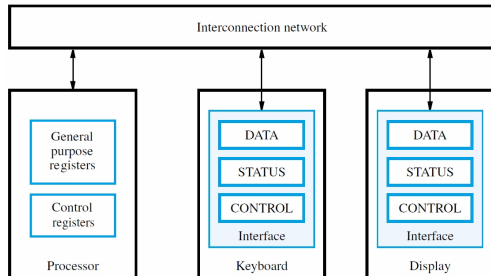 Interconnection network
General
purpose
registers
Control
registers
Processor
DATA
STATUS
CONTROL
Interface
Keyboard
DATA
STATUS
CONTROL
Interface
Display